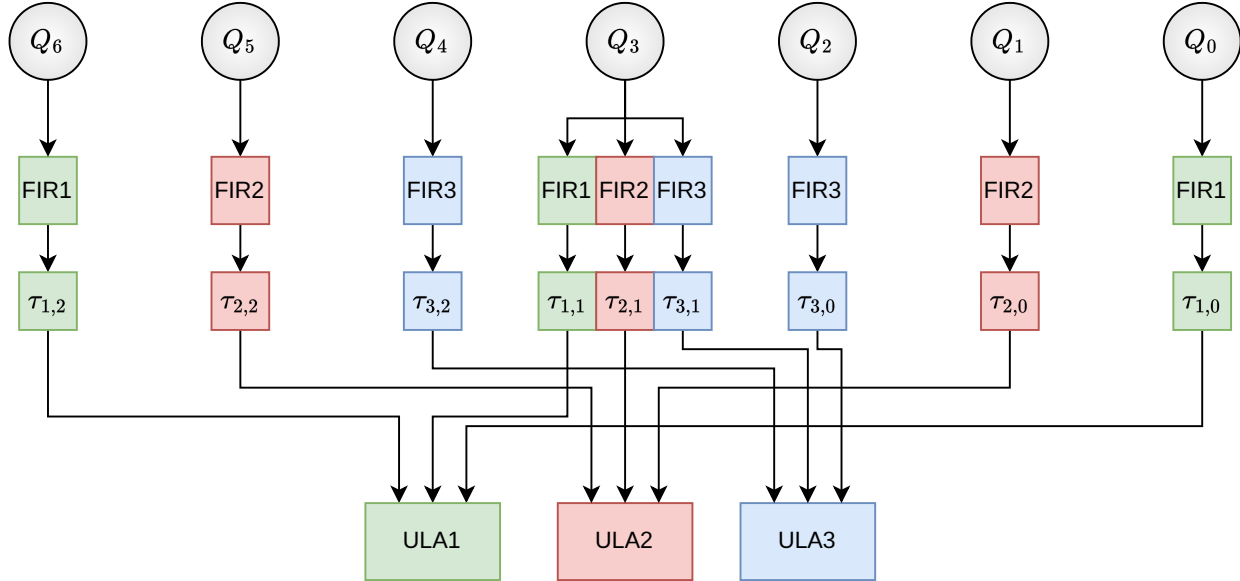 Q₆ Q₅ Q₄ Q₃ Q₂ Q₁ Q₀
FIR1 FIR2 FIR3 FIR1 FIR2 FIR3 FIR3 FIR2 FIR1
τ₁,₂ τ₂,₂ τ₃,₂ τ₁,₁ τ₂,₁ τ₃,₁ τ₃,₀ τ₂,₀ τ₁,₀
ULA1 ULA2 ULA3